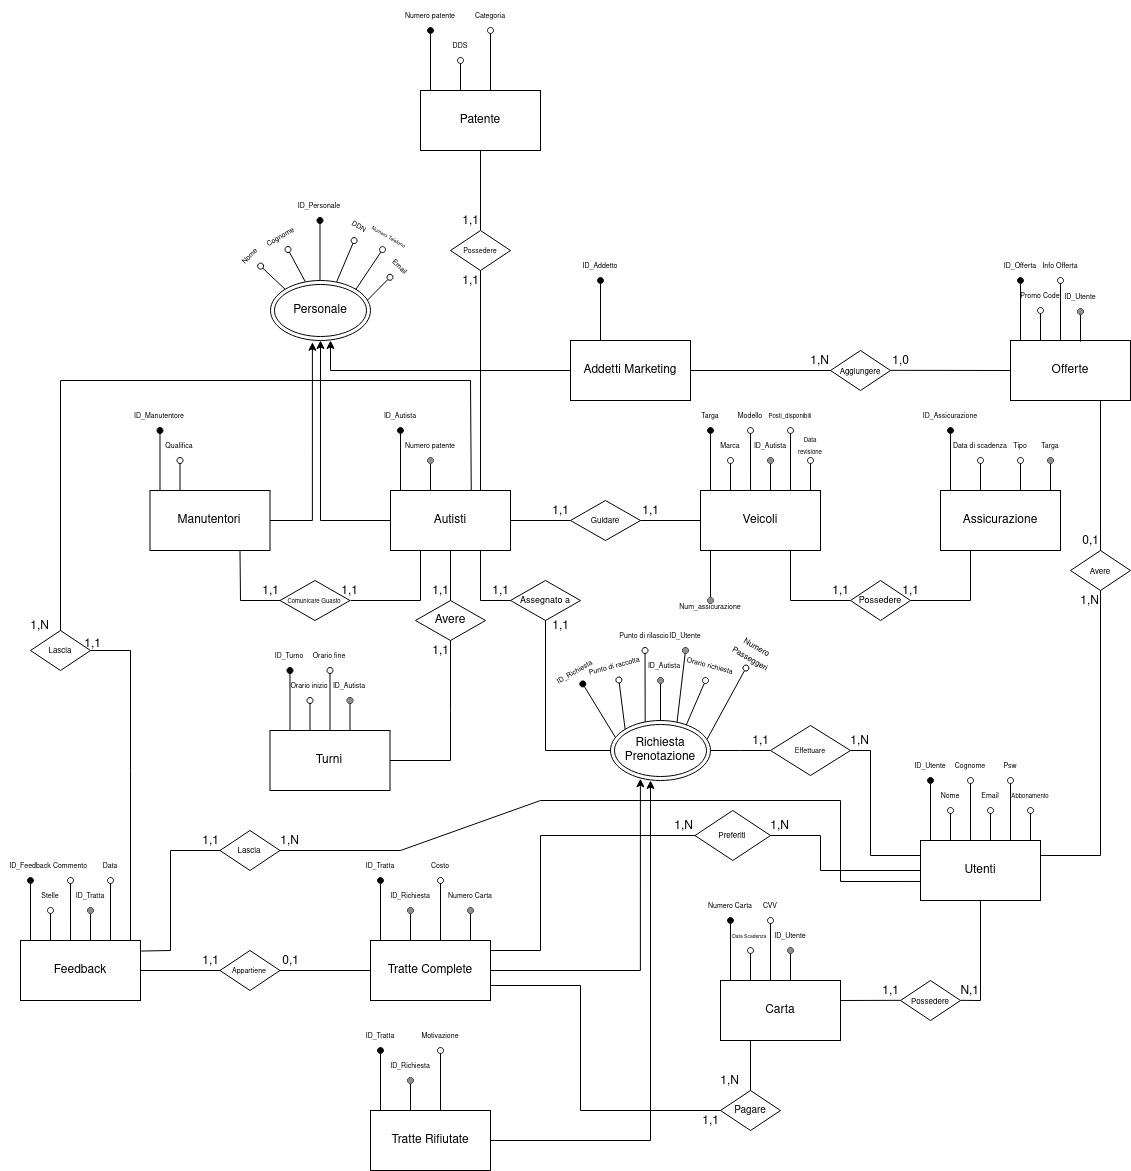 Numero patente
Categoria
DDS
Patente
1,1
Possedere
1,1
ID_Personale
Nome
Cognome
DDN
Numero Telefono
Email
Personale
ID_Addetto
Addetti Marketing
1,N
Aggiungere
1,0
ID_Offerta
Info Offerta
Promo Code
ID_Utente
Offerte
ID_Manutentore
Qualifica
Manutentori
ID_Autista
Numero patente
Autisti
1,1
Guidare
1,1
Targa
Modello
Posti_disponibili
Marca
ID_Autista
Data
revisione
Veicoli
Num_assicurazione
ID_Assicurazione
Data di scadenza
Tipo
Targa
Assicurazione
1,1
Possedere
1,1
0,1
Avere
1,N
1,1
Comunicare Guasto
1,1
1,1
Avere
1,1
1,1
Assegnato a
1,1
1,N
Lascia
1,1
ID_Turno
Orario fine
Orario inizio
ID_Autista
Turni
ID_Richiesta
Punto di raccolta
Punto di rilascio
ID_Autista
ID_Utente
Orario richiesta
Numero
Passeggeri
Richiesta
Prenotazione
1,1
Effettuare
1,N
ID_Utente
Cognome
Psw
Nome
Email
Abbonamento
Utenti
1,1
Lascia
1,N
1,N
Preferiti
1,N
ID_Feedback
Commento
Data
Stelle
ID_Tratta
Feedback
1,1
Appartiene
0,1
ID_Tratta
Costo
ID_Richiesta
Numero Carta
Tratte Complete
Numero Carta
CVV
Data Scadenza
ID_Utente
Carta
1,1
Possedere
N,1
ID_Tratta
Motivazione
ID_Richiesta
Tratte Rifiutate
1,N
Pagare
1,1